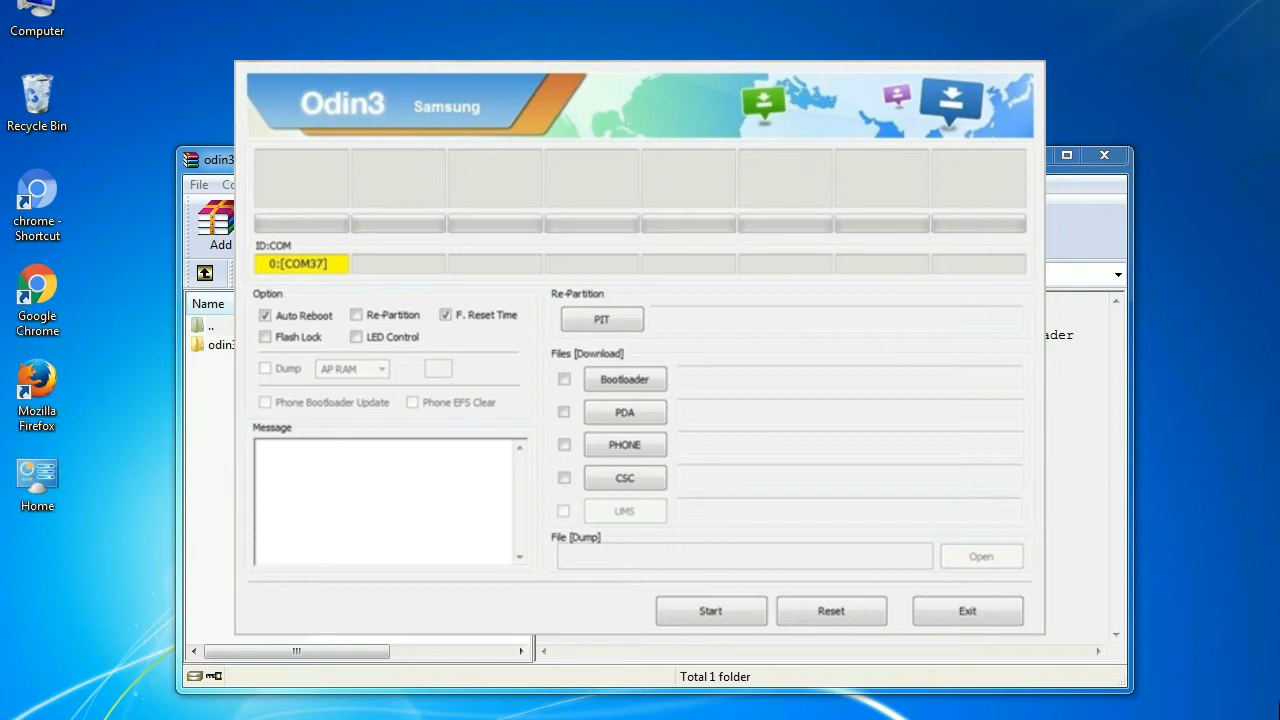 Computer
Recycle Bin
chrome -
Shortcut
Google
Chrome
Mozilla
Firefox
Home
odin3
File
Add
Name
..
odin3
ader
Total 1 folder
Odin3 Samsung
ID:COM
0:[COM37]
Option
Auto Reboot Re-Partition F. Reset Time
Flash Lock LED Control
Dump AP RAM
Phone Bootloader Update Phone EFS Clear
Message
Re-Partition
PIT
Files [Download]
Bootloader
PDA
PHONE
CSC
UMS
File [Dump]
Open
Start Reset Exit